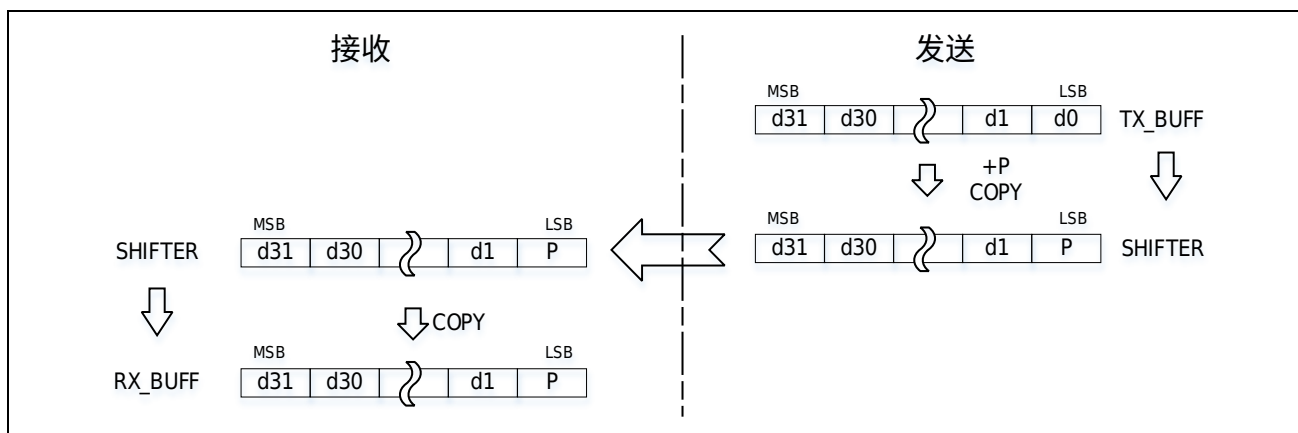 接收
发送
MSB LSB
d31 d30 d1 d0 TX_BUFF
+P
COPY
MSB LSB
d31 d30 d1 P SHIFTER
MSB LSB
SHIFTER d31 d30 d1 P
COPY
MSB LSB
RX_BUFF d31 d30 d1 P